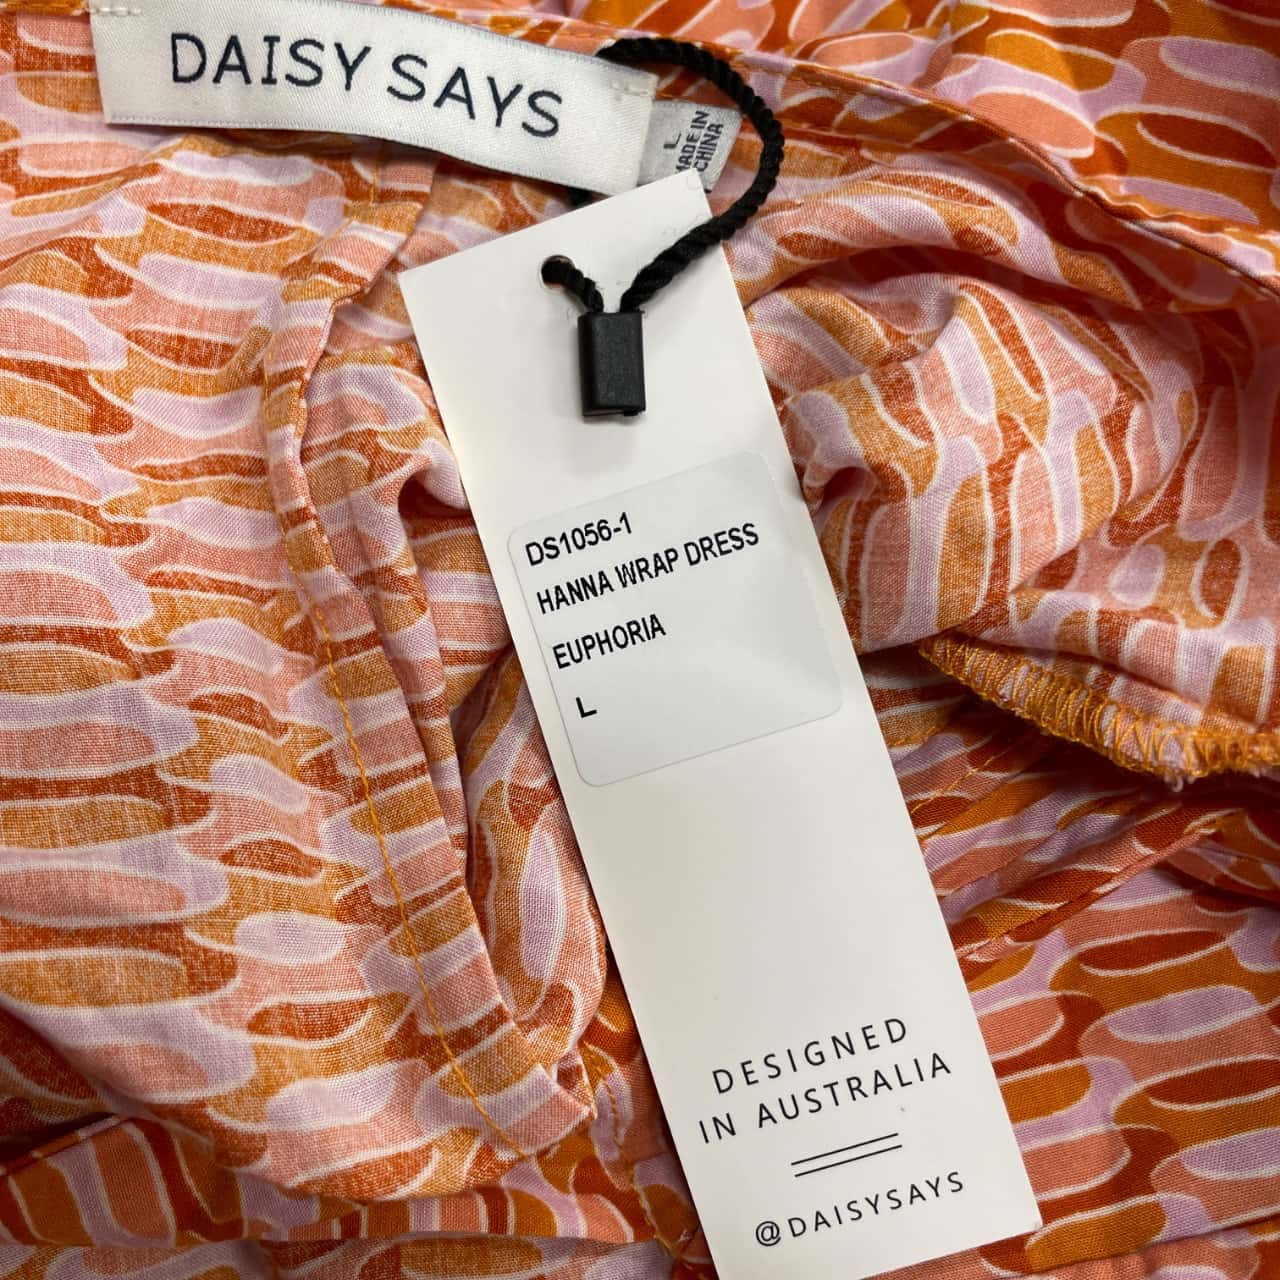 DAISY SAYS
L
MADE IN
CHINA
DS1056-1
HANNA WRAP DRESS
EUPHORIA
L
DESIGNED
IN AUSTRALIA
@DAISYSAYS